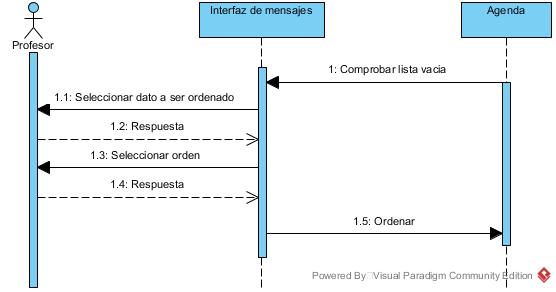 Interfaz de mensajes
Agenda
Profesor
1: Comprobar lista vacia
1.1: Seleccionar dato a ser ordenado
1.2: Respuesta
1.3: Seleccionar orden
1.4: Respuesta
1.5: Ordenar
Powered By Visual Paradigm Community Edition